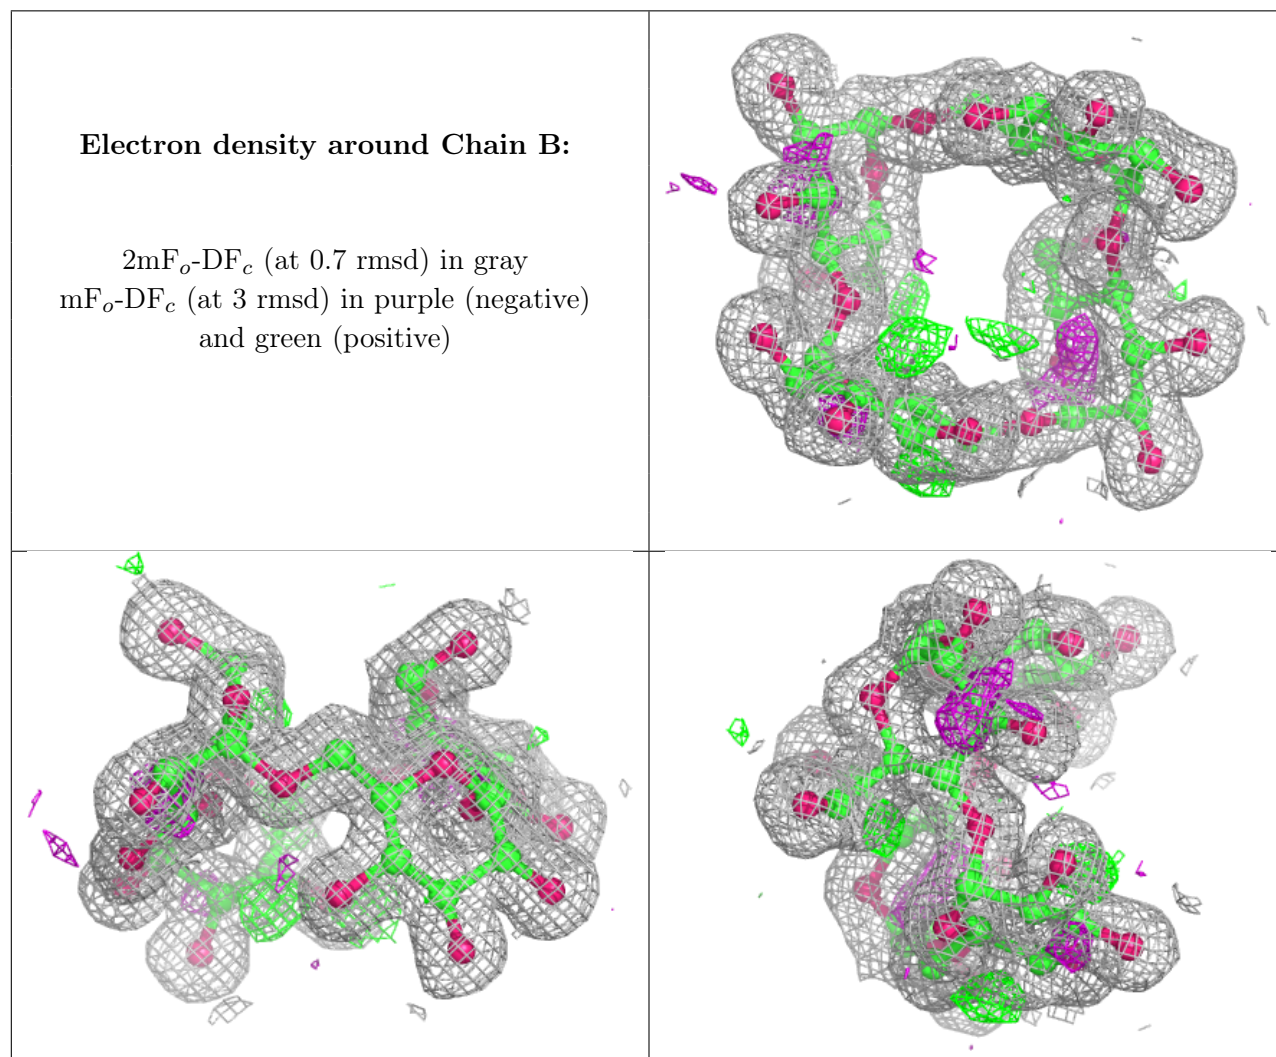 Electron density around Chain B:
2mFₒ-DF𝒸 (at 0.7 rmsd) in gray
mFₒ-DF𝒸 (at 3 rmsd) in purple (negative)
and green (positive)